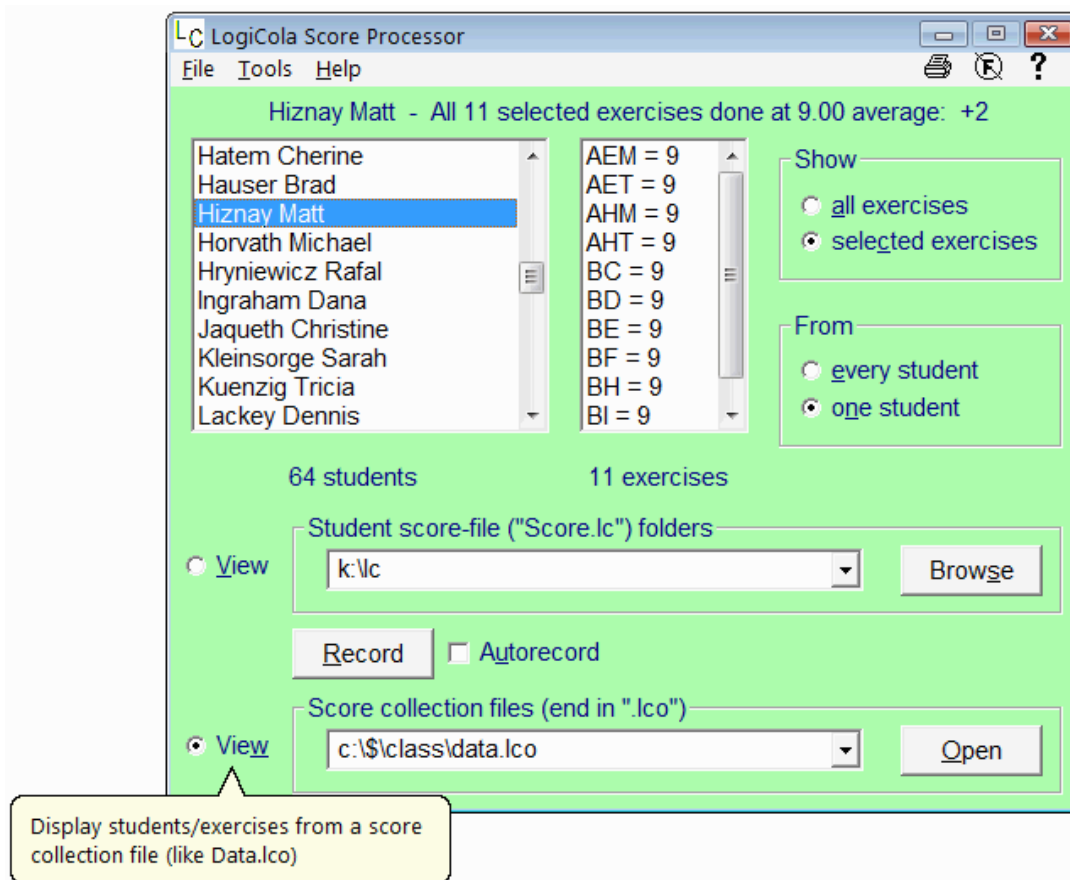 LC LogiCola Score Processor
File Tools Help ?
Hiznay Matt - All 11 selected exercises done at 9.00 average: +2
Hatem Cherine
Hauser Brad
Hiznay Matt
Horvath Michael
Hryniewicz Rafal
Ingraham Dana
Jaqueth Christine
Kleinsorge Sarah
Kuenzig Tricia
Lackey Dennis
AEM = 9
AET = 9
AHM = 9
AHT = 9
BC = 9
BD = 9
BE = 9
BF = 9
BH = 9
BI = 9
Show
all exercises
selected exercises
From
every student
one student
64 students
11 exercises
Student score-file ("Score.lc") folders
View
k:\lc
Browse
Record
Autorecord
Score collection files (end in ".lco")
View
c:\$\class\data.lco
Open
Display students/exercises from a score
collection file (like Data.lco)